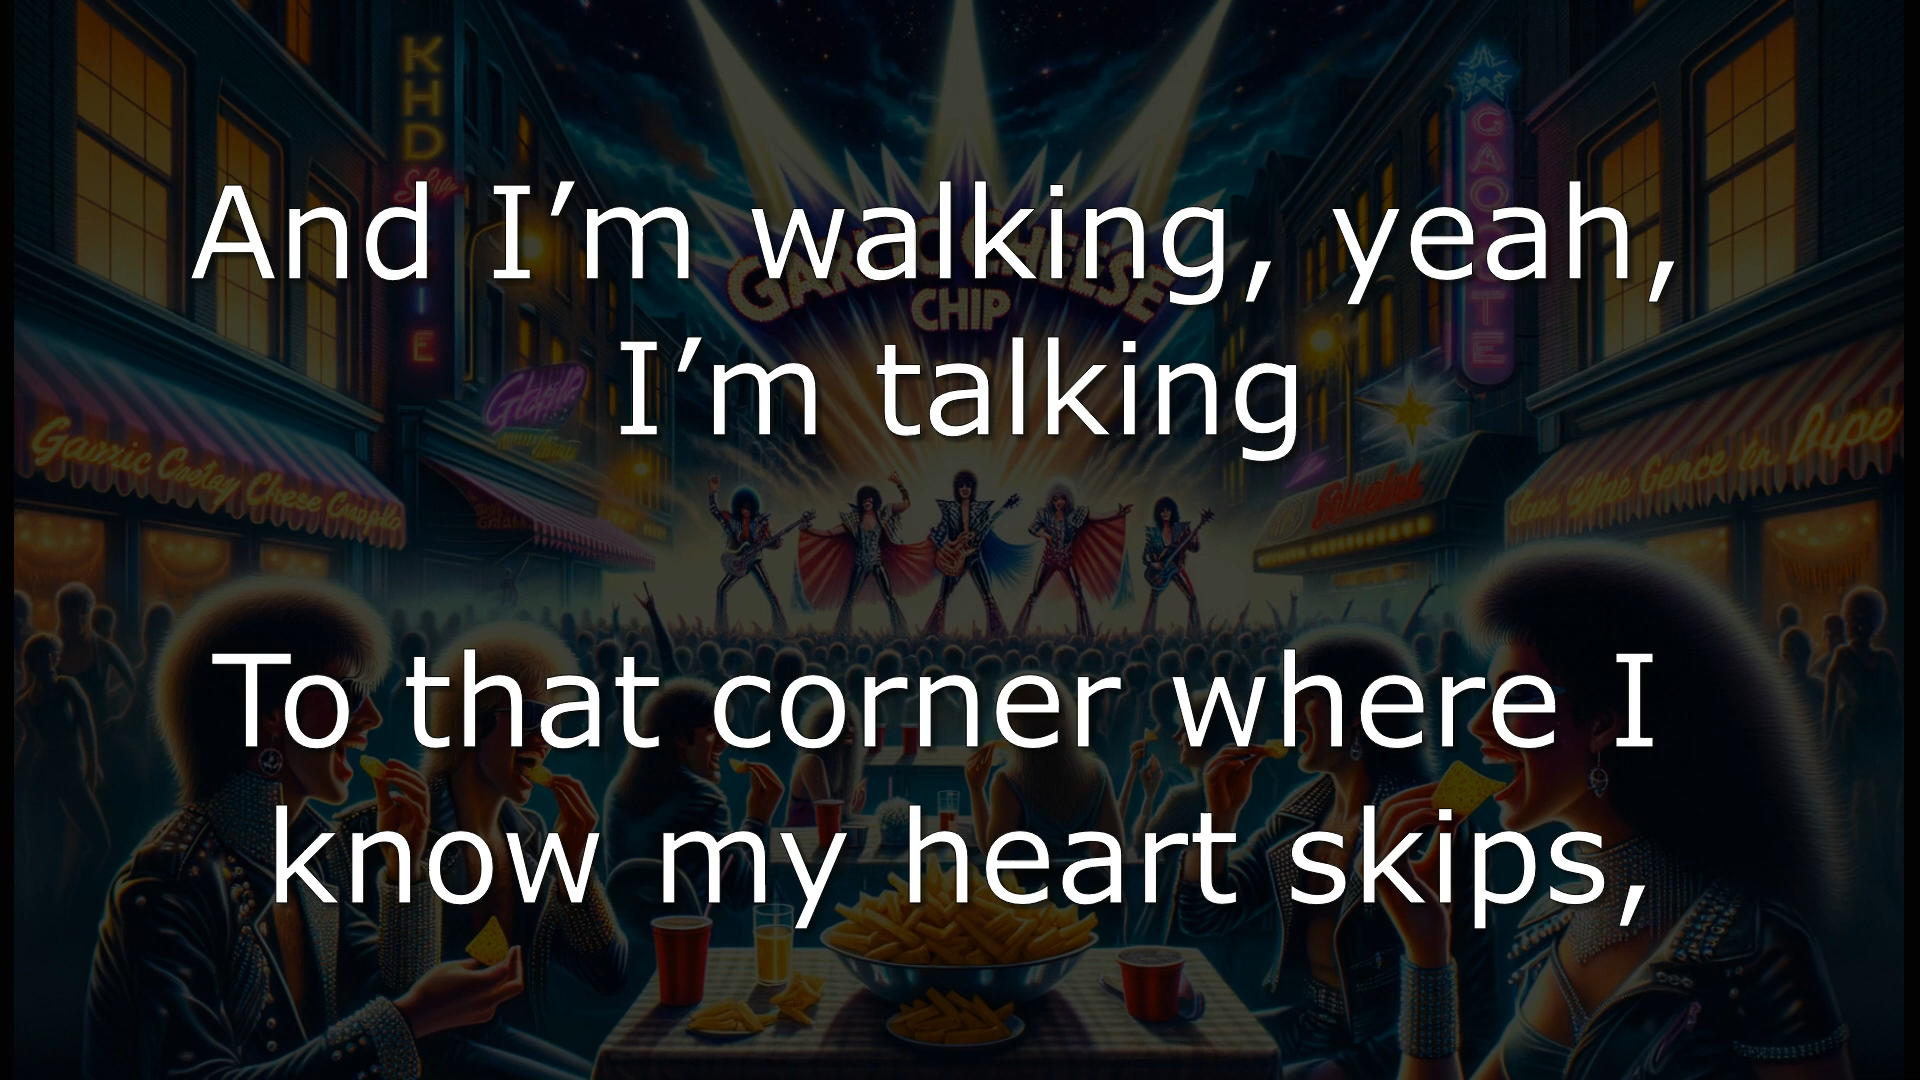 And I’m walking, yeah,
I’m talking
To that corner where I
know my heart skips,
KHD
CHIP